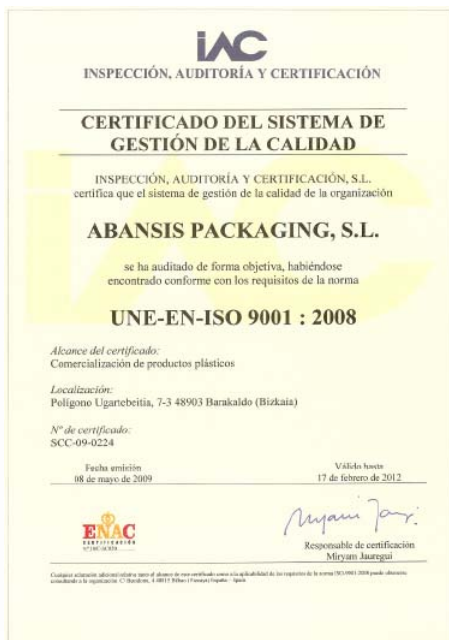 iAC
INSPECCIÓN, AUDITORÍA Y CERTIFICACIÓN
CERTIFICADO DEL SISTEMA DE
GESTIÓN DE LA CALIDAD
INSPECCIÓN, AUDITORÍA Y CERTIFICACIÓN, S.L.
certifica que el sistema de gestión de la calidad de la organización
ABANSIS PACKAGING, S.L.
se ha auditado de forma objetiva, habiéndose
encontrado conforme con los requisitos de la norma
UNE-EN-ISO 9001 : 2008
Alcance del certificado:
Comercialización de productos plásticos
Localización:
Polígono Ugartebeitia, 7-3 48903 Barakaldo (Bizkaia)
Nº de certificado:
SCC-09-0224
Fecha emisión
08 de mayo de 2009
Válido hasta
17 de febrero de 2012
ENAC
CERTIFICACIÓN
Responsable de certificación
Miryam Jauregui